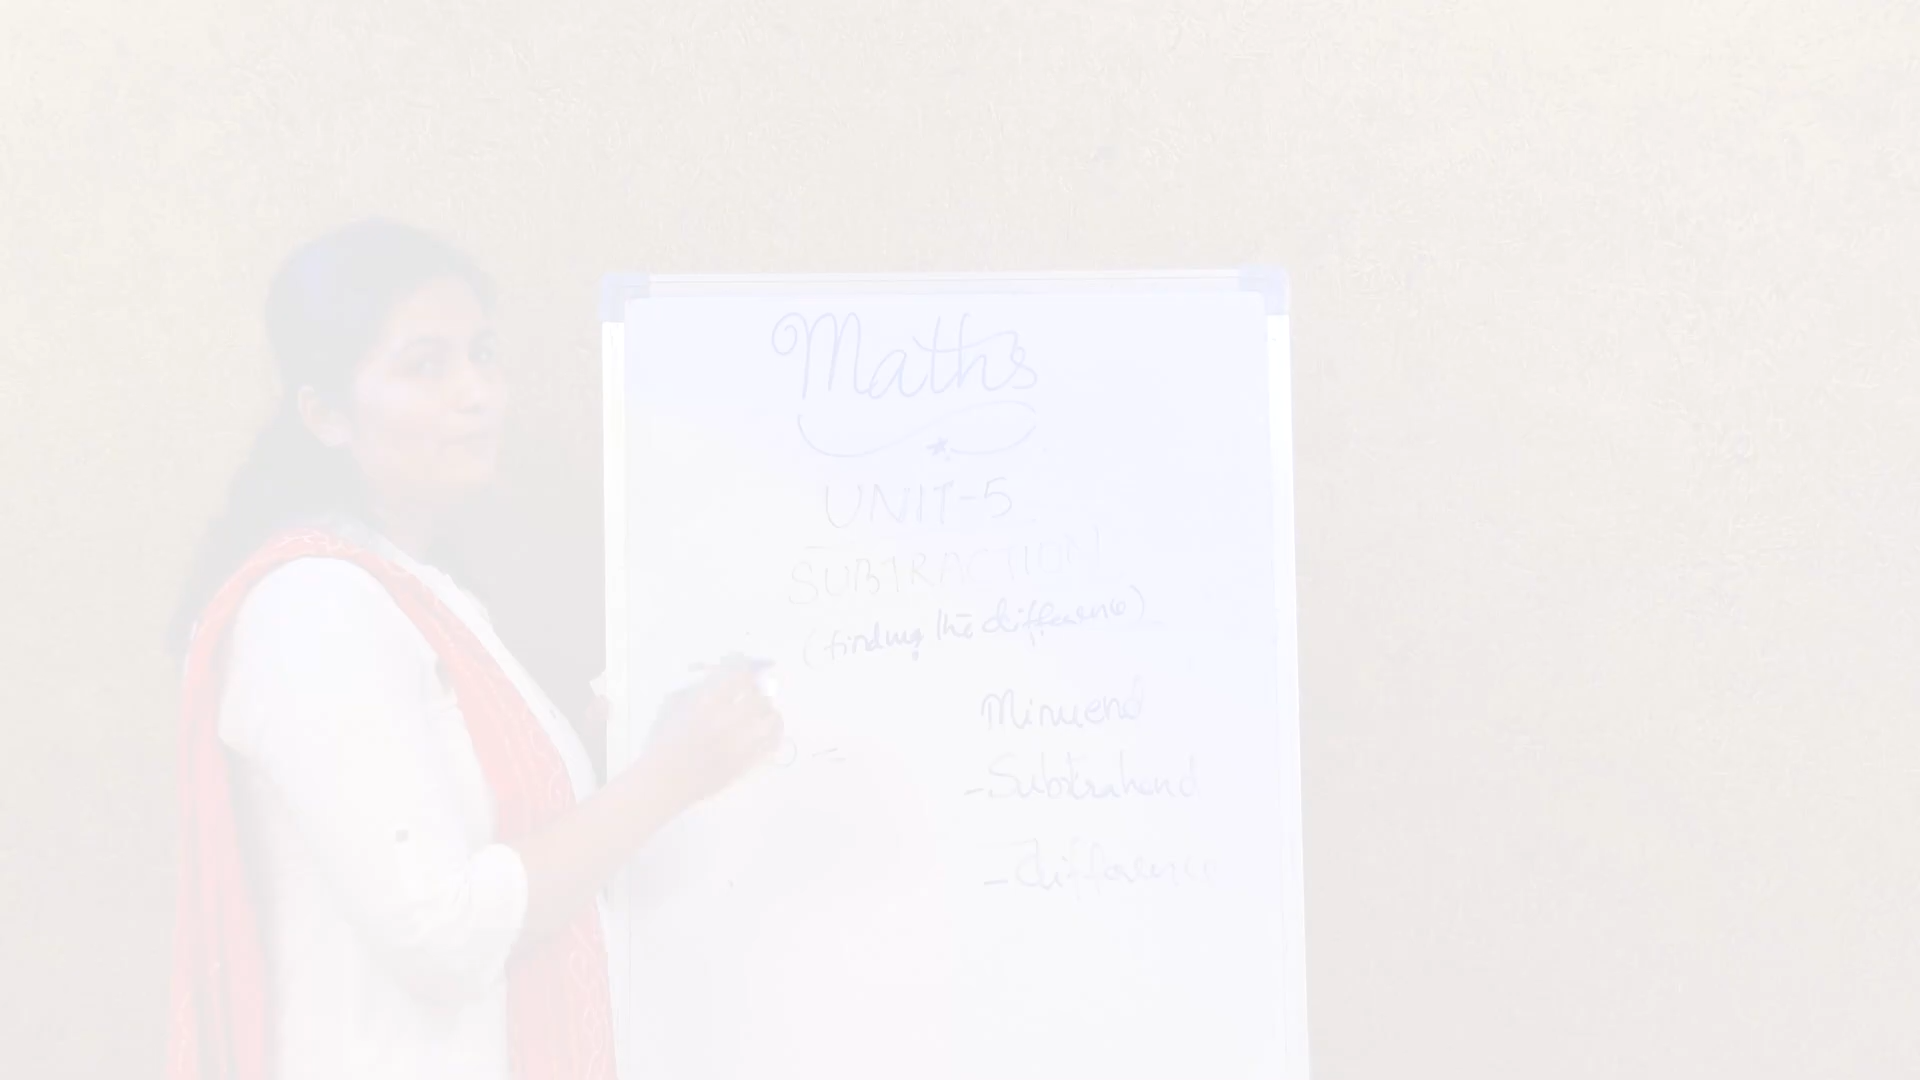 Maths
UNIT-5
SUBTRACTION
(finding the difference)
Minuend
-Subtrahend
-difference